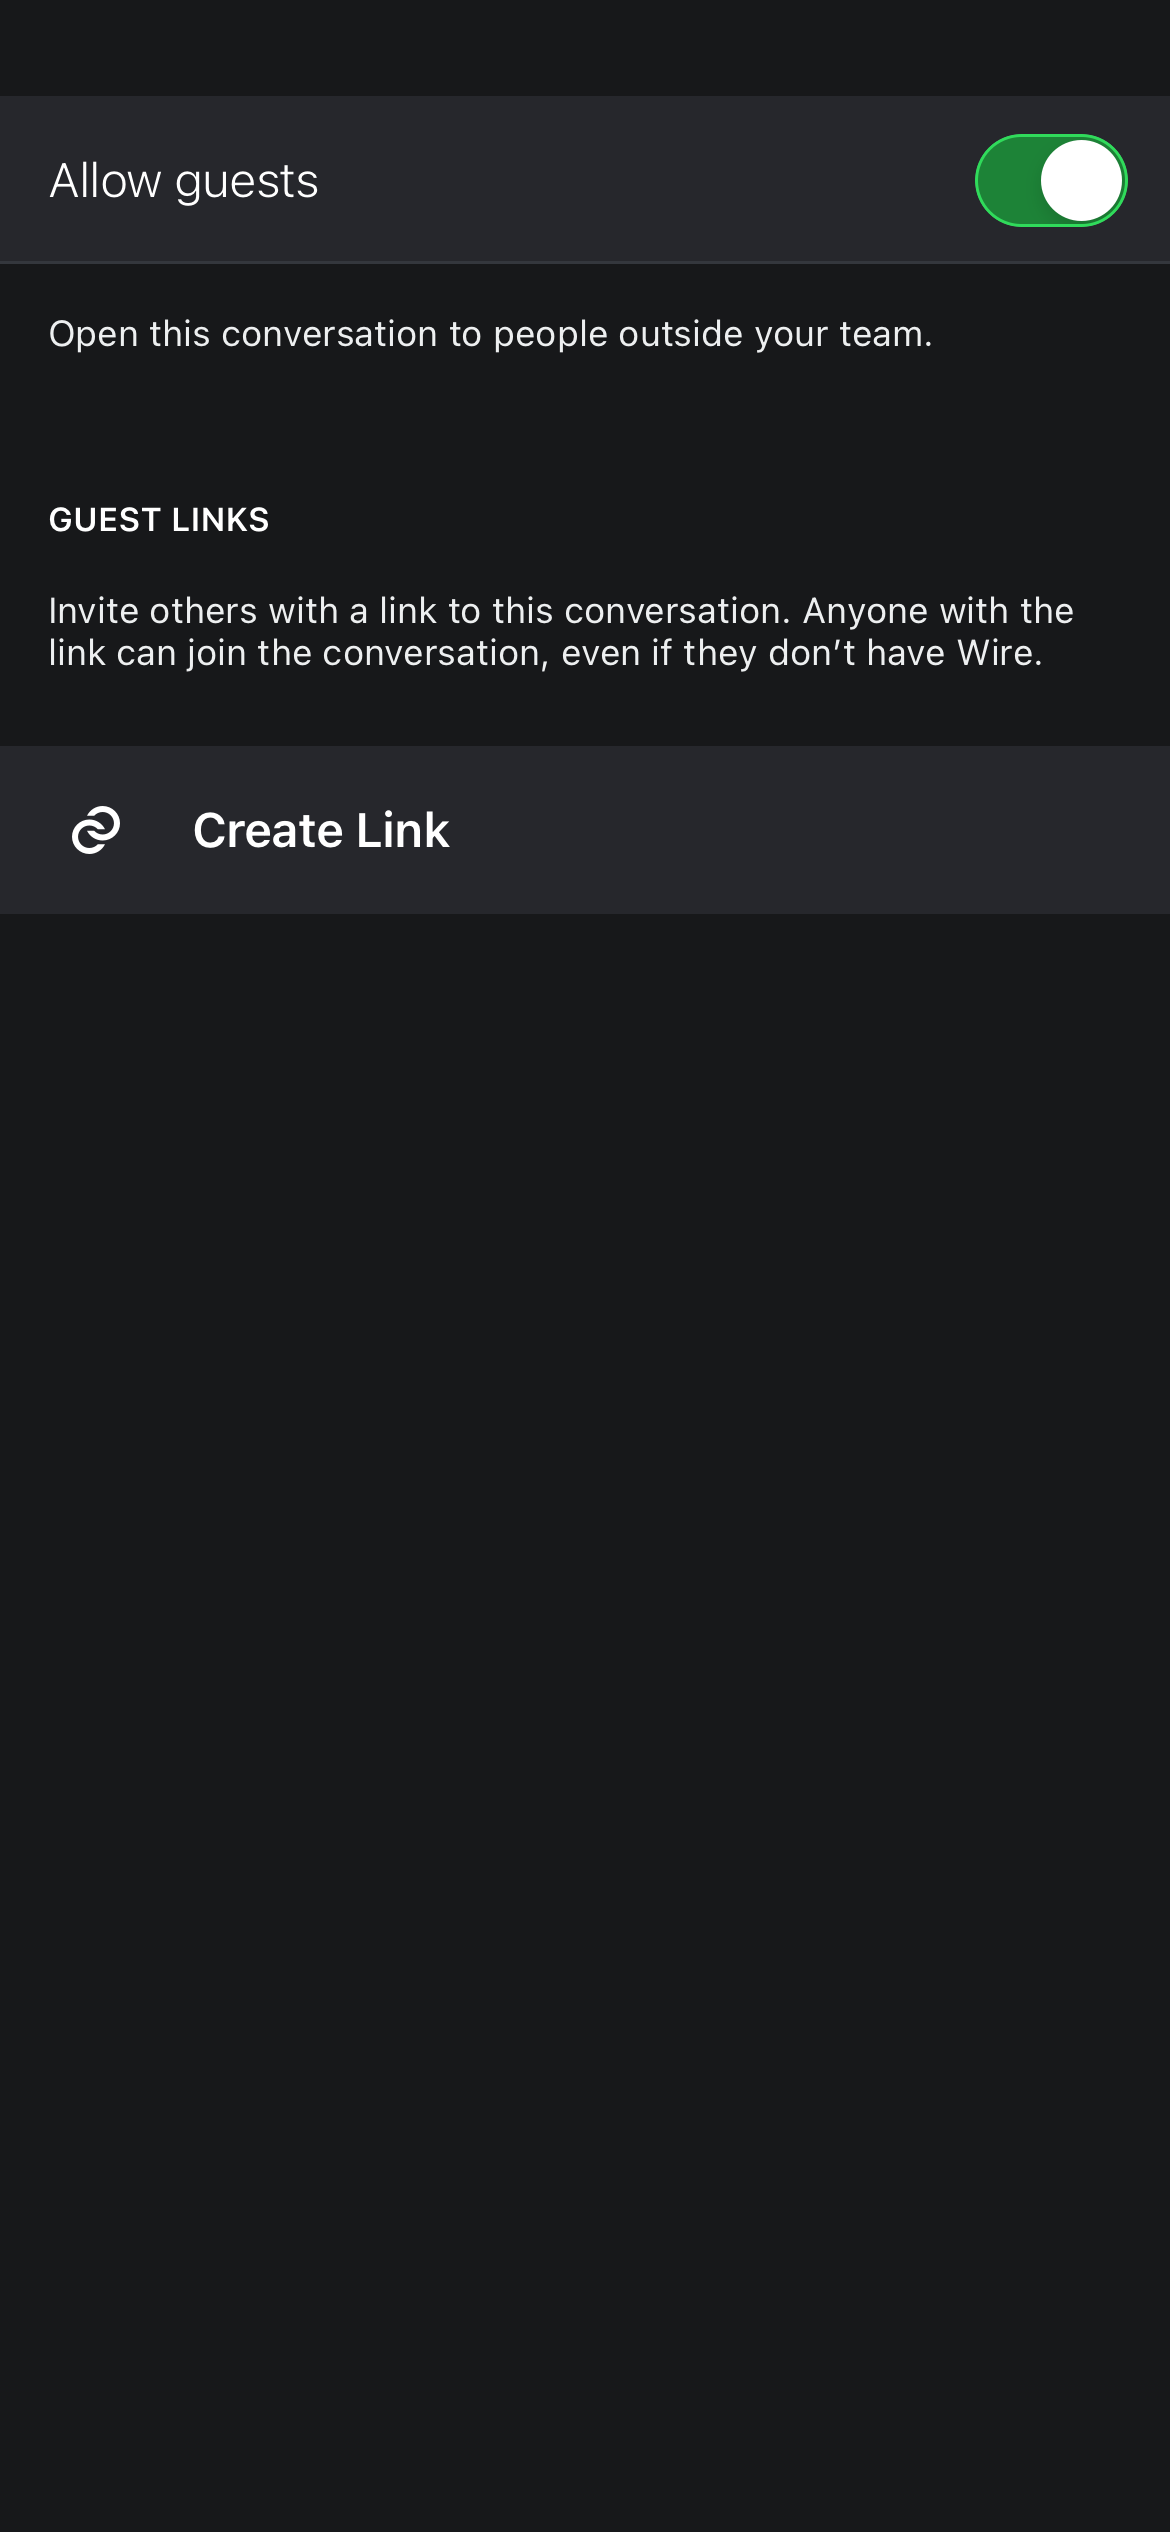 Allow guests
Open this conversation to people outside your team.
GUEST LINKS
Invite others with a link to this conversation. Anyone with the
link can join the conversation, even if they don’t have Wire.
Create Link